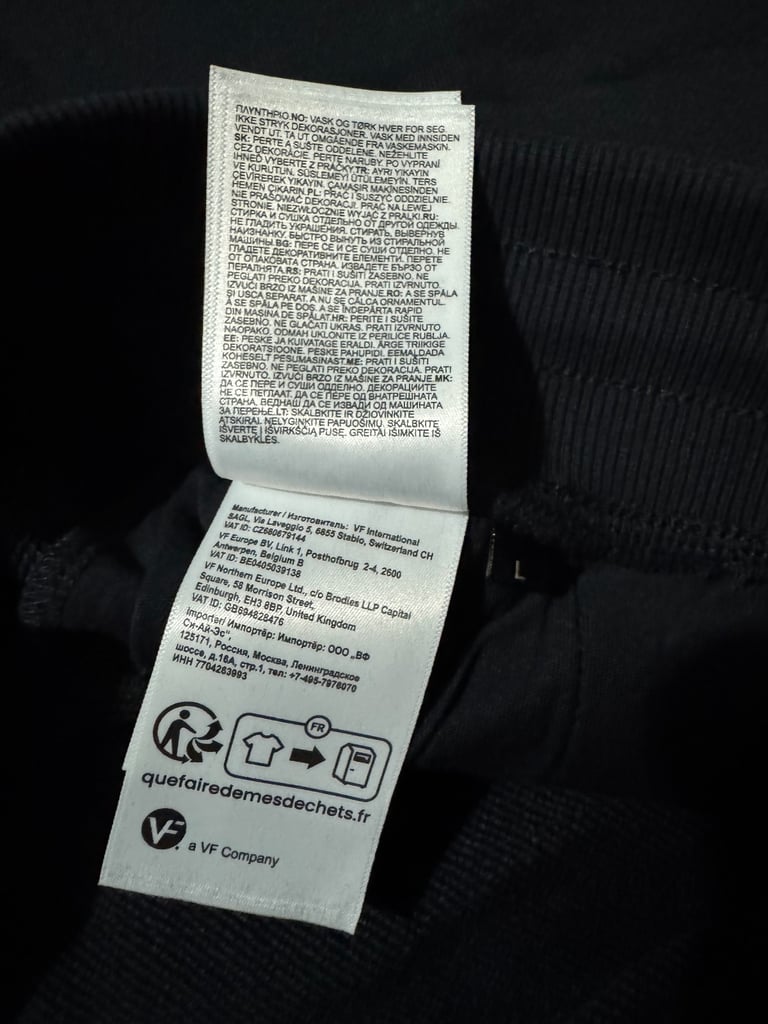 ΠΛΥΝΤΗΡΙΟ.NO: VASK OG TØRK HVER FOR SEG.
IKKE STRYK DEKORASJONER. VASK MED INNSIDEN
VENDT UT. TA UT OMGÅENDE FRA VASKEMASKIN.
SK: PERTE A SUŠTE ODDELENE. NEŽEHLITE
CEZ DEKORÁCIE. PERTE NARUBY. PO VYPRANÍ
IHNEĎ VYBERTE Z PRÁČKY.TR: AYRI YIKAYIN
VE KURUTUN. SÜSLEMEYİ ÜTÜLEMEYİN. TERS
ÇEVİREREK YIKAYIN. ÇAMAŞIR MAKİNESİNDEN
HEMEN ÇIKARIN.PL: PRAĆ I SUSZYĆ ODDZIELNIE.
NIE PRASOWAĆ DEKORACJI. PRAĆ NA LEWEJ
STRONIE. NIEZWŁOCZNIE WYJĄĆ Z PRALKI.RU:
СТИРКА И СУШКА ОТДЕЛЬНО ОТ ДРУГОЙ ОДЕЖДЫ.
НЕ ГЛАДИТЬ УКРАШЕНИЯ. СТИРАТЬ, ВЫВЕРНУВ
НАИЗНАНКУ. БЫСТРО ВЫНУТЬ ИЗ СТИРАЛЬНОЙ
МАШИНЫ.BG: ПЕРЕ СЕ И СЕ СУШИ ОТДЕЛНО. НЕ
ГЛАДЕТЕ ДЕКОРАТИВНИТЕ ЕЛЕМЕНТИ. ПЕРЕТЕ
ОТ ОПАКОВАТА СТРАНА. ИЗВАДЕТЕ БЪРЗО ОТ
ПЕРАЛНЯТА.RS: PRATI I SUŠITI ZASEBNO. NE
PEGLATI PREKO DEKORACIJA. PRATI IZVRNUTO.
IZVUĆI BRZO IZ MAŠINE ZA PRANJE.RO: A SE SPĂLA
ȘI USCA SEPARAT. A NU SE CĂLCA ORNAMENTUL.
A SE SPĂLA PE DOS. A SE ÎNDEPĂRTA RAPID
DIN MAȘINA DE SPĂLAT.HR: PERITE I SUŠITE
ZASEBNO. NE GLAČATI UKRAS. PRATI IZVRNUTO
NAOPAKO. ODMAH UKLONITE IZ PERILICE RUBLJA.
EE: PESKE JA KUIVATAGE ERALDI. ÄRGE TRIIKIGE
DEKORATSIOONE. PESKE PAHUPIDI. EEMALDADA
KOHESELT PESUMASINAST.ME: PRATI I SUŠITI
ZASEBNO. NE PEGLATI PREKO DEKORACIJA. PRATI
IZVRNUTO. IZVUĆI BRZO IZ MAŠINE ZA PRANJE.MK:
ДА СЕ ПЕРЕ И СУШИ ОДДЕЛНО. ДЕКОРАЦИИТЕ
НЕ СЕ ПЕГЛААТ. ДА СЕ ПЕРЕ ОД ВНАТРЕШНАТА
СТРАНА. ВЕДНАШ ДА СЕ ИЗВАДИ ОД МАШИНАТА
ЗА ПЕРЕЊЕ.LT: SKALBKITE IR DŽIOVINKITE
ATSKIRAI. NELYGINKITE PAPUOŠIMŲ. SKALBKITE
IŠVERTĘ Į IŠVIRKŠČIĄ PUSĘ. GREITAI IŠIMKITE IŠ
SKALBYKLĖS.
Manufacturer / Изготовитель: VF International
SAGL, Via Laveggio 5, 6855 Stabio, Switzerland CH
VAT ID: CZ680679144
VF Europe BV, Link 1, Posthofbrug 2-4, 2600
Antwerpen, Belgium B
VAT ID: BE0405039138
VF Northern Europe Ltd., c/o Brodies LLP Capital
Square, 58 Morrison Street,
Edinburgh, EH3 8BP, United Kingdom
VAT ID: GB694828476
Importer/ Импортёр: Импортёр: ООО „ВФ
Си-Ай-Эс",
125171, Россия, Москва, Ленинградское
шоссе, д.16А, стр.1, тел: +7-495-7976070
ИНН 7704263993
FR
quefairedemesdechets.fr
VF. a VF Company
L